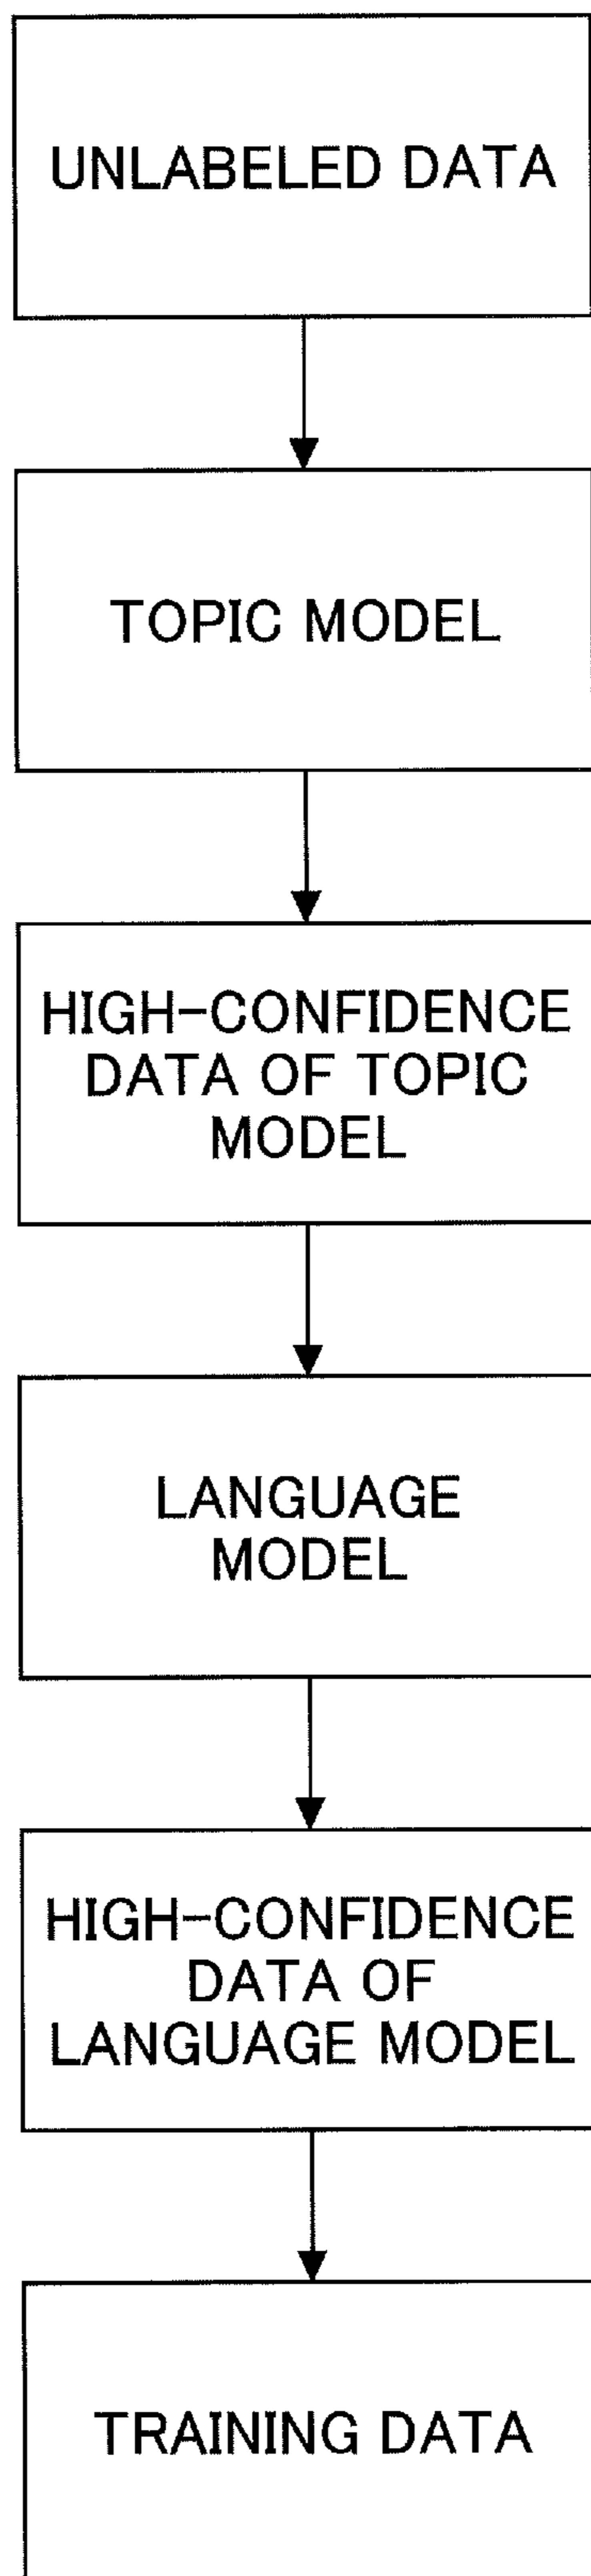 UNLABELED DATA
TOPIC MODEL
HIGH-CONFIDENCE
DATA OF TOPIC
MODEL
LANGUAGE
MODEL
HIGH-CONFIDENCE
DATA OF
LANGUAGE MODEL
TRAINING DATA